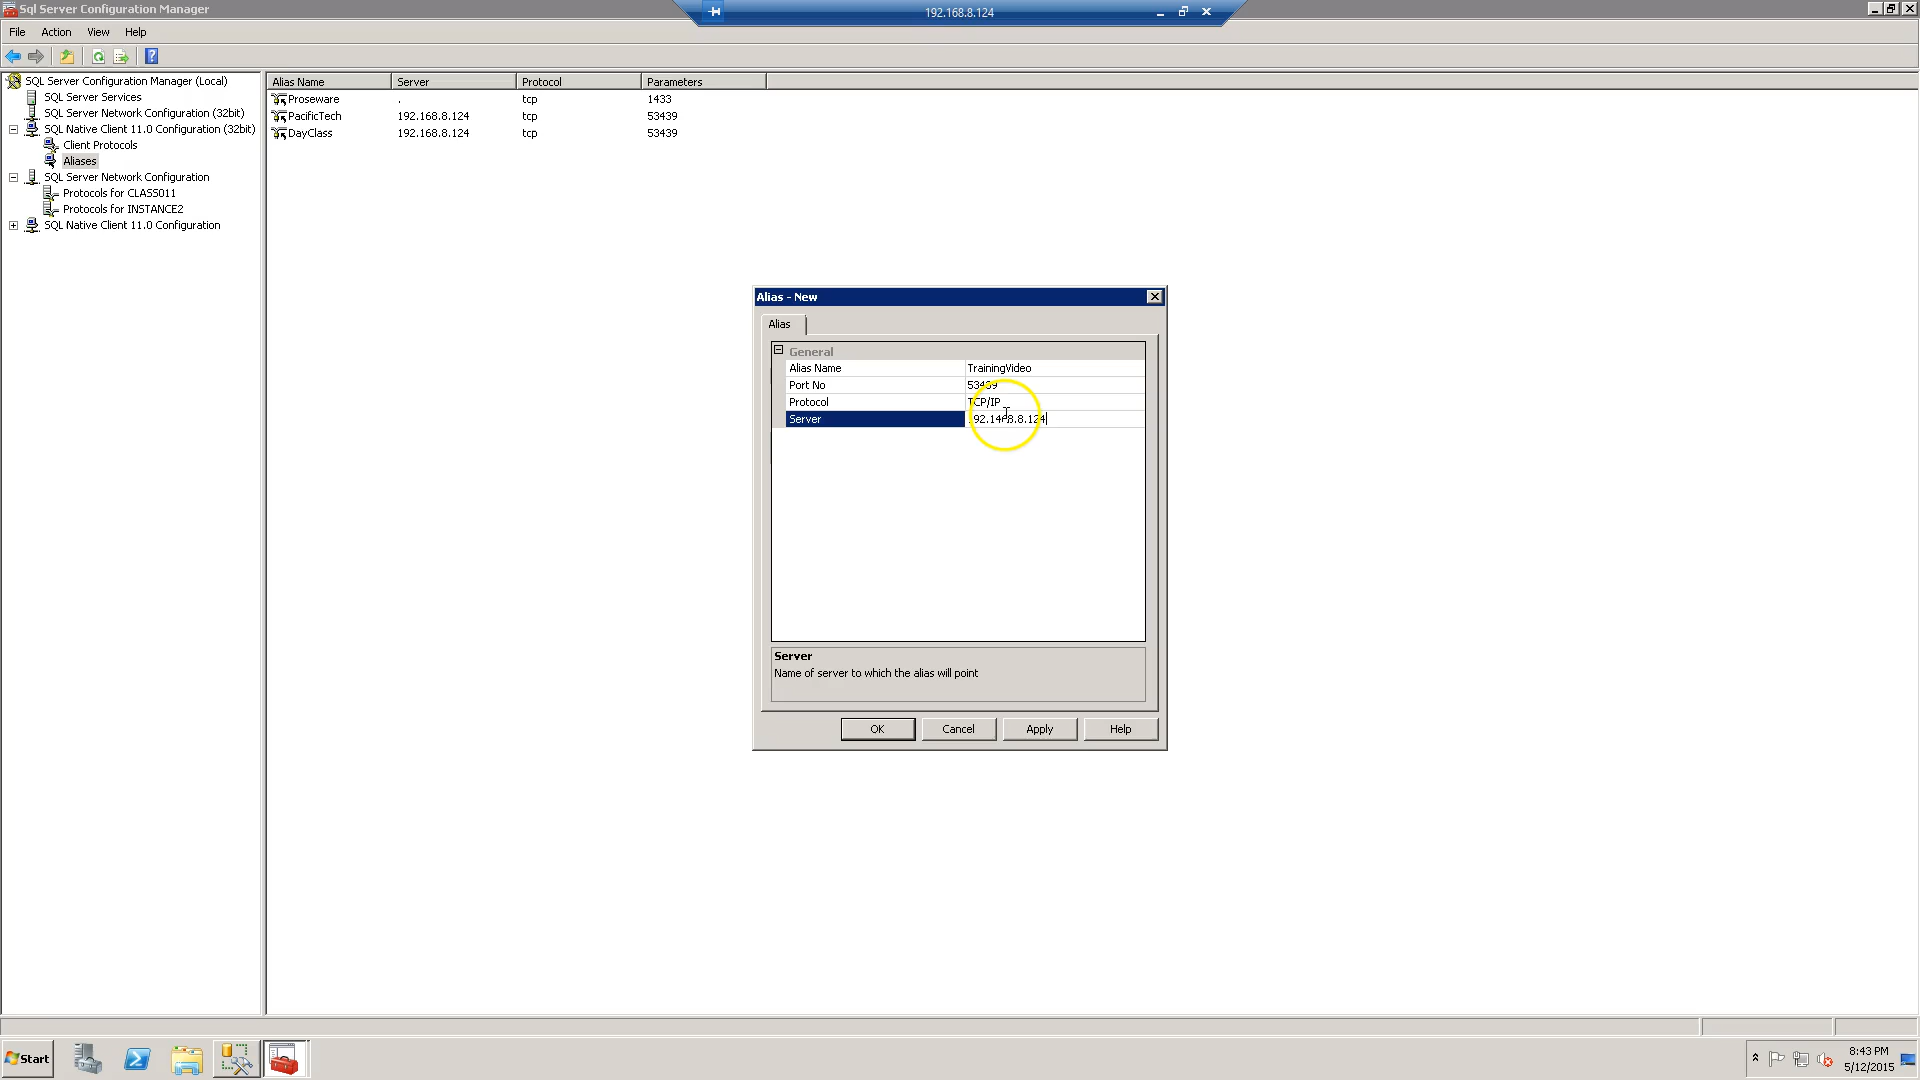 Sql Server Configuration Manager
192.168.8.124
File Action View Help
SQL Server Configuration Manager (Local)
SQL Server Services
SQL Server Network Configuration (32bit)
SQL Native Client 11.0 Configuration (32bit)
Client Protocols
Aliases
SQL Server Network Configuration
Protocols for CLASS011
Protocols for INSTANCE2
SQL Native Client 11.0 Configuration
Alias Name Server Protocol Parameters
Proseware . tcp 1433
PacificTech 192.168.8.124 tcp 53439
DayClass 192.168.8.124 tcp 53439
Alias - New
Alias
General
Alias Name TrainingVideo
Port No 53439
Protocol TCP/IP
Server
Server
Name of server to which the alias will point
OK Cancel Apply Help
Start
8:43 PM
5/12/2015